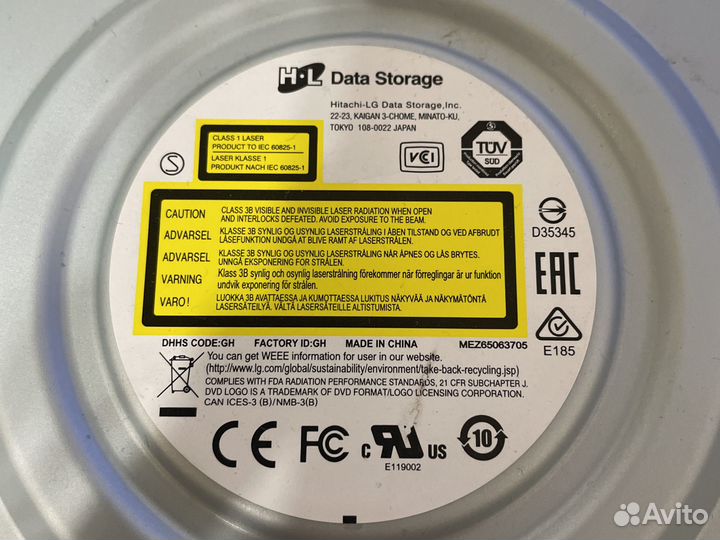 H·L Data Storage
Hitachi-LG Data Storage,Inc.
22-23, KAIGAN 3-CHOME, MINATO-KU,
TOKYO 108-0022 JAPAN
CLASS 1 LASER
PRODUCT TO IEC 60825-1
LASER KLASSE 1
PRODUKT NACH IEC 60825-1
S
VCI
TÜV
SÜD
CAUTION CLASS 3B VISIBLE AND INVISIBLE LASER RADIATION WHEN OPEN
AND INTERLOCKS DEFEATED. AVOID EXPOSURE TO THE BEAM.
ADVARSEL KLASSE 3B SYNLIG OG USYNLIG LASERSTRÅLING I ÅBEN TILSTAND OG VED AFBRUDT
LÅSEFUNKTION UNDGÅ AT BLIVE RAMT AF LASERSTRÅLEN.
ADVARSEL KLASSE 3B SYNLIG OG USYNLIG LASERSTRÅLING NÅR ÅPNES OG LÅS BRYTES.
UNNGÅ EKSPONERING FOR STRÅLEN.
VARNING Klass 3B synlig och osynlig laserstrålning förekommer når förreglingar är ur funktion
undvik exponering för strålen.
VARO! LUOKKA 3B AVATTAESSA JA KUMOTTAESSA LUKITUS NÄKYVÄÄ JA NÄKYMÄTÖNTÄ
LASERSÄTEILYÄ. VÄLTÄ LASERSÄTEILLE ALTISTUMISTA.
D35345
EAC
E185
DHHS CODE:GH FACTORY ID:GH MADE IN CHINA MEZ65063705
You can get WEEE information for user in our website.
(http://www.lg.com/global/sustainability/environment/take-back-recycling.jsp)
COMPLIES WITH FDA RADIATION PERFORMANCE STANDARDS, 21 CFR SUBCHAPTER J.
DVD LOGO IS A TRADEMARK OF DVD FORMAT/LOGO LICENSING CORPORATION.
CAN ICES-3 (B)/NMB-3(B)
CE FC c RU US 10
E119002
Avito